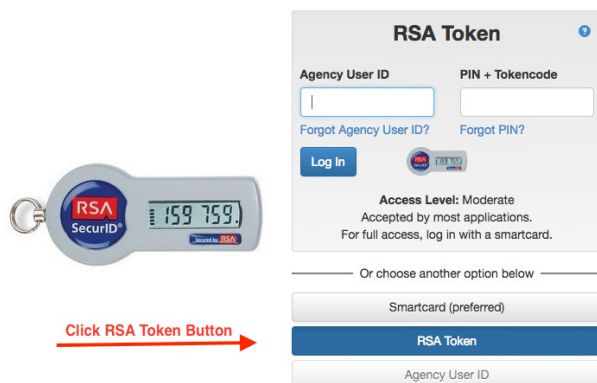 RSA Token
Agency User ID
PIN + Tokencode
Forgot Agency User ID?
Forgot PIN?
Log In
Access Level: Moderate
Accepted by most applications.
For full access, log in with a smartcard.
RSA
SecurID®
159 759.
Secured by RSA
Or choose another option below
Smartcard (preferred)
Click RSA Token Button
RSA Token
Agency User ID